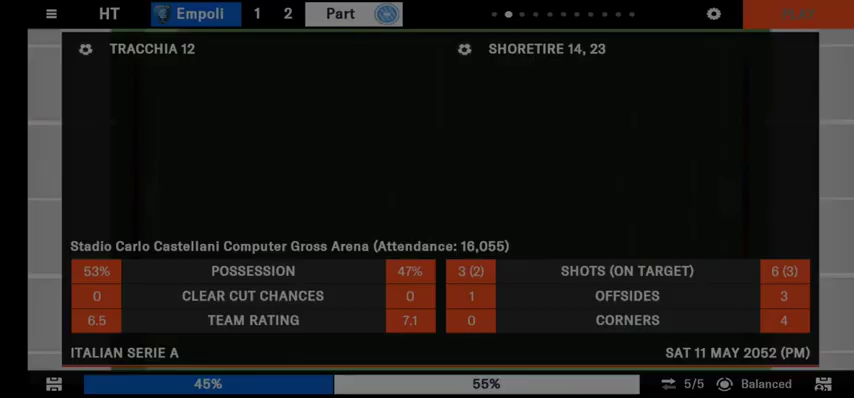 HT Empoli 1 2 Part PLAY
TRACCHIA 12 SHORETIRE 14, 23
Stadio Carlo Castellani Computer Gross Arena (Attendance: 16,055)
53% POSSESSION 47% 3 (2) SHOTS (ON TARGET) 6 (3)
0 CLEAR CUT CHANCES 0 1 OFFSIDES 3
6.5 TEAM RATING 7.1 0 CORNERS 4
ITALIAN SERIE A SAT 11 MAY 2052 (PM)
45% 55% 5/5 Balanced